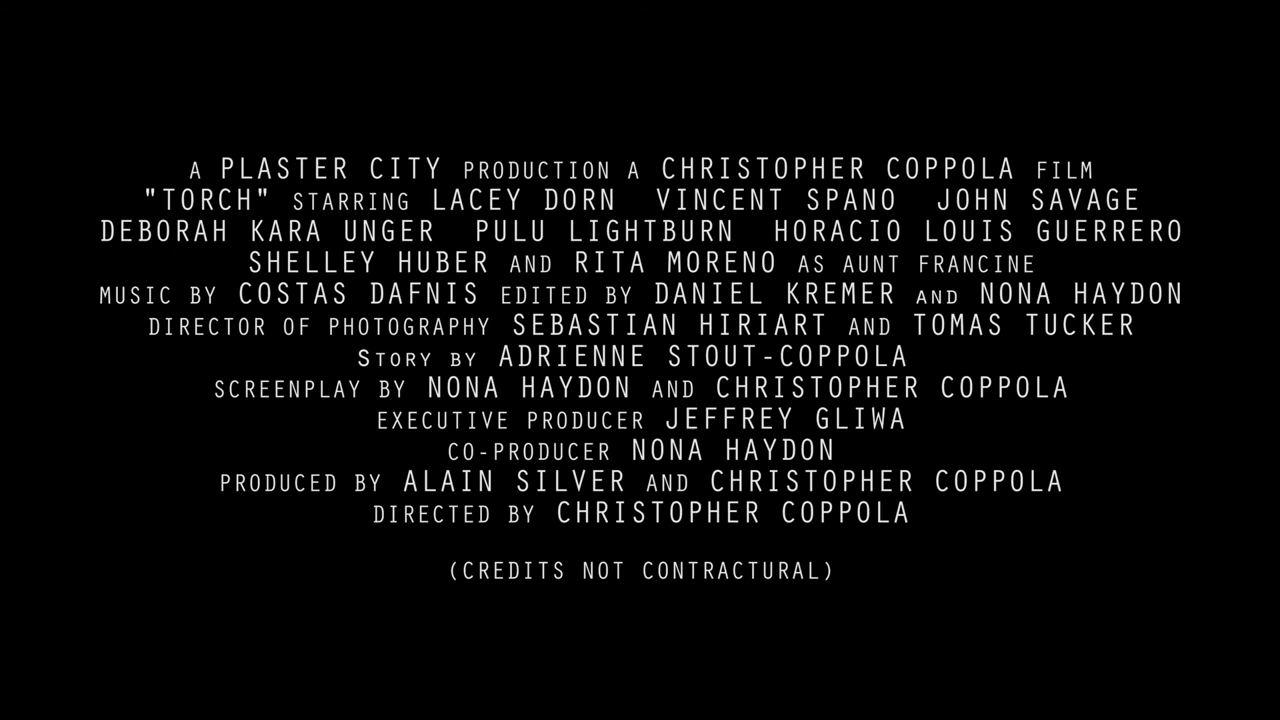 A PLASTER CITY PRODUCTION A CHRISTOPHER COPPOLA FILM
"TORCH" STARRING LACEY DORN VINCENT SPANO JOHN SAVAGE
DEBORAH KARA UNGER PULU LIGHTBURN HORACIO LOUIS GUERRERO
SHELLEY HUBER AND RITA MORENO AS AUNT FRANCINE
MUSIC BY COSTAS DAFNIS EDITED BY DANIEL KREMER AND NONA HAYDON
DIRECTOR OF PHOTOGRAPHY SEBASTIAN HIRIART AND TOMAS TUCKER
STORY BY ADRIENNE STOUT-COPPOLA
SCREENPLAY BY NONA HAYDON AND CHRISTOPHER COPPOLA
EXECUTIVE PRODUCER JEFFREY GLIWA
CO-PRODUCER NONA HAYDON
PRODUCED BY ALAIN SILVER AND CHRISTOPHER COPPOLA
DIRECTED BY CHRISTOPHER COPPOLA
(CREDITS NOT CONTRACTURAL)